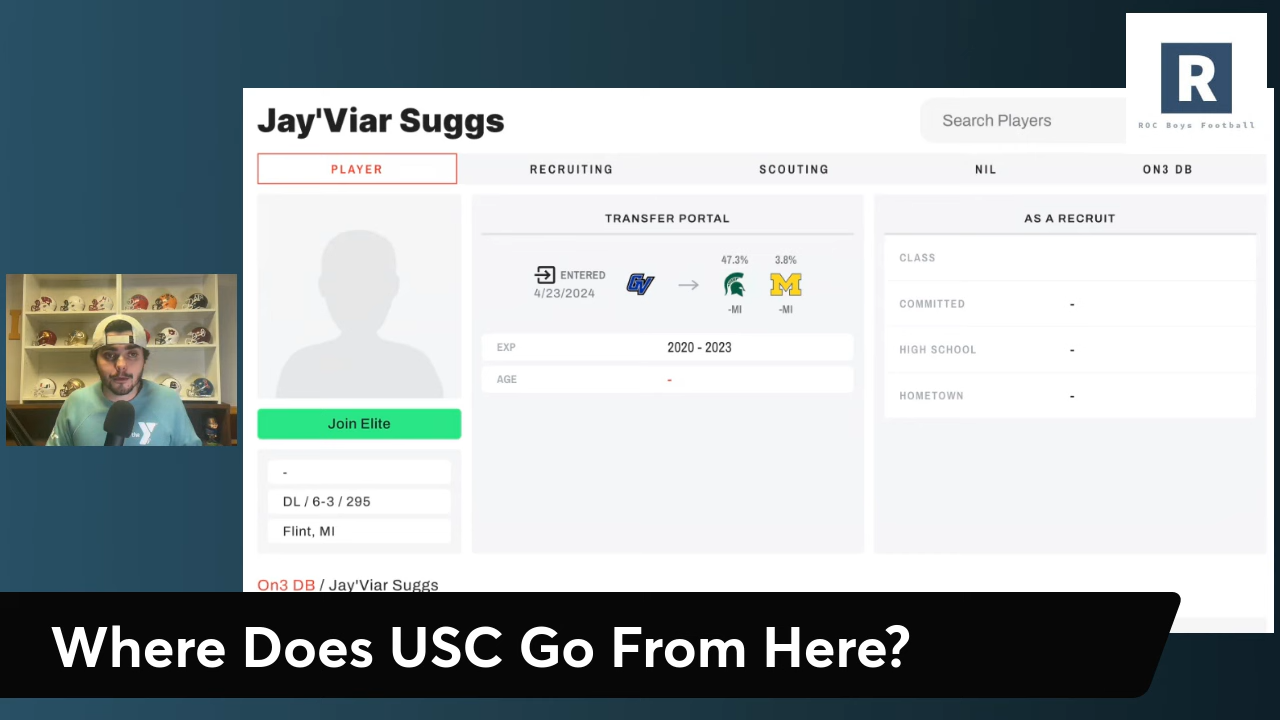 R
ROC Boys Football
Jay'Viar Suggs
Search Players
PLAYER
RECRUITING
SCOUTING
NIL
ON3 DB
TRANSFER PORTAL
AS A RECRUIT
ENTERED
4/23/2024
GV
47.3%
-MI
3.8%
M
-MI
EXP 2020 - 2023
AGE -
CLASS
COMMITTED -
HIGH SCHOOL -
HOMETOWN -
Join Elite
-
DL / 6-3 / 295
Flint, MI
On3 DB / Jay'Viar Suggs
the Y
Where Does USC Go From Here?